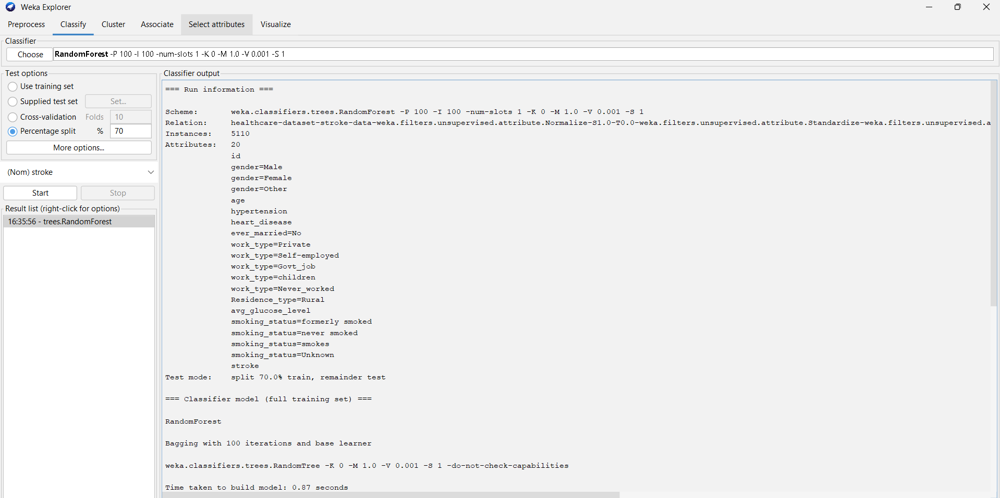 Weka Explorer
Preprocess Classify Cluster Associate Select attributes Visualize
Classifier
Choose RandomForest -P 100 -I 100 -num-slots 1 -K 0 -M 1.0 -V 0.001 -S 1
Test options
Use training set
Supplied test set Set...
Cross-validation Folds 10
Percentage split % 70
More options...
(Nom) stroke
Start Stop
Result list (right-click for options)
16:35:56 - trees.RandomForest
Classifier output
=== Run information ===
Scheme: weka.classifiers.trees.RandomForest -P 100 -I 100 -num-slots 1 -K 0 -M 1.0 -V 0.001 -S 1
Relation: healthcare-dataset-stroke-data-weka.filters.unsupervised.attribute.Normalize-S1.0-T0.0-weka.filters.unsupervised.attribute.Standardize-weka.filters.unsupervised.a
Instances: 5110
Attributes: 20
id
gender=Male
gender=Female
gender=Other
age
hypertension
heart_disease
ever_married=No
work_type=Private
work_type=Self-employed
work_type=Govt_job
work_type=children
work_type=Never_worked
Residence_type=Rural
avg_glucose_level
smoking_status=formerly smoked
smoking_status=never smoked
smoking_status=smokes
smoking_status=Unknown
stroke
Test mode: split 70.0% train, remainder test
=== Classifier model (full training set) ===
RandomForest
Bagging with 100 iterations and base learner
weka.classifiers.trees.RandomTree -K 0 -M 1.0 -V 0.001 -S 1 -do-not-check-capabilities
Time taken to build model: 0.87 seconds